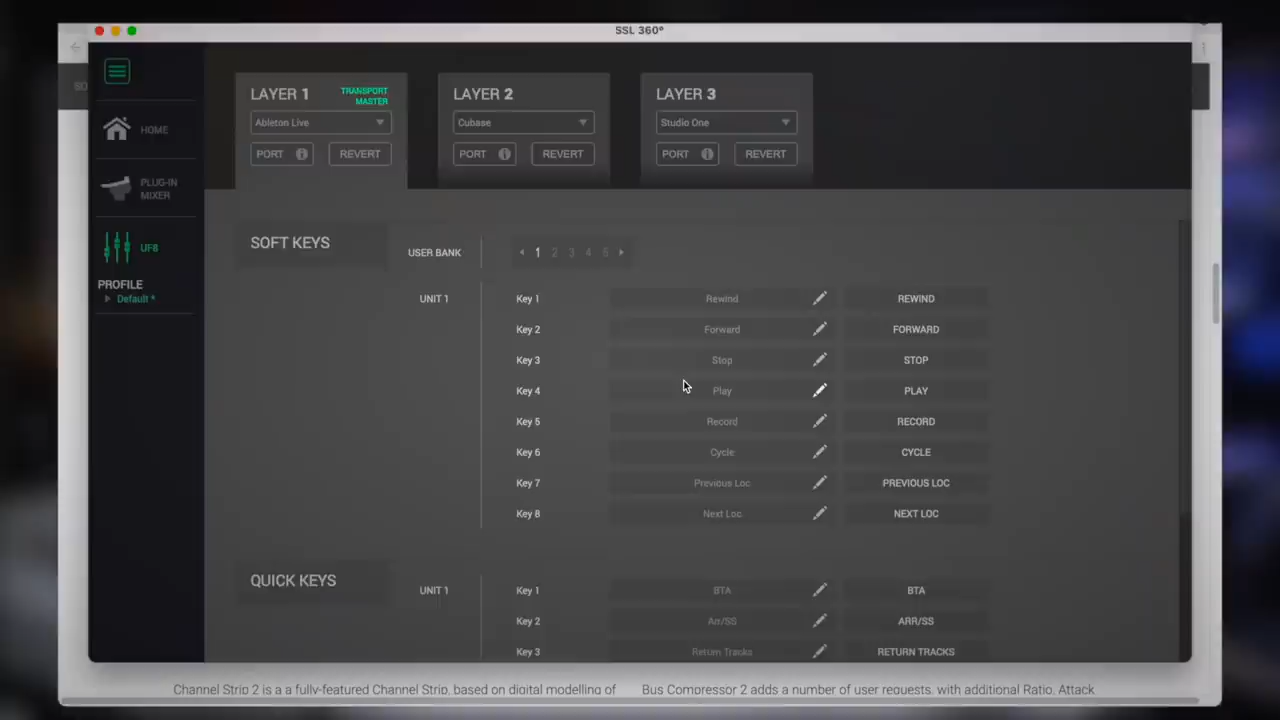 SSL 360°
SO
LAYER 1
TRANSPORT
MASTER
Ableton Live
PORT
REVERT
LAYER 2
Cubase
PORT
REVERT
LAYER 3
Studio One
PORT
REVERT
HOME
PLUG-IN
MIXER
UF8
PROFILE
Default *
SOFT KEYS
USER BANK
1 2 3 4 5
UNIT 1
Key 1 Rewind REWIND
Key 2 Forward FORWARD
Key 3 Stop STOP
Key 4 Play PLAY
Key 5 Record RECORD
Key 6 Cycle CYCLE
Key 7 Previous Loc PREVIOUS LOC
Key 8 Next Loc NEXT LOC
QUICK KEYS
UNIT 1
Key 1 BTA BTA
Key 2 Arr/SS ARR/SS
Key 3 Return Tracks RETURN TRACKS
Channel Strip 2 is a a fully-featured Channel Strip, based on digital modelling of
Bus Compressor 2 adds a number of user requests, with additional Ratio, Attack